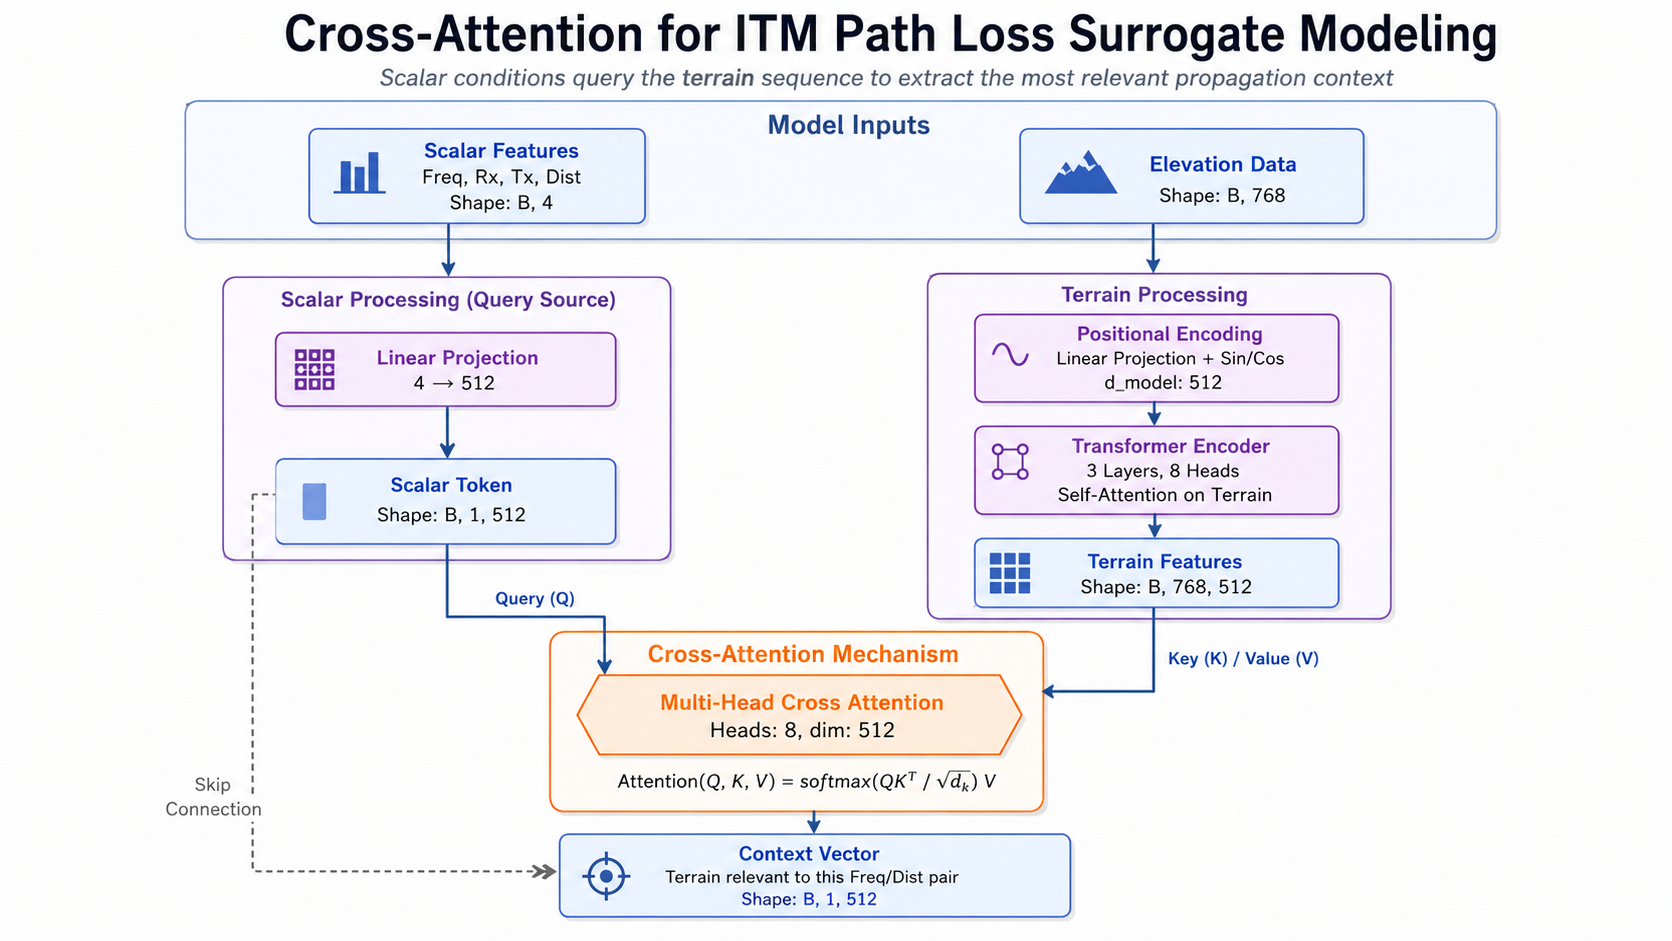 Cross-Attention for ITM Path Loss Surrogate Modeling
Scalar conditions query the terrain sequence to extract the most relevant propagation context
Model Inputs
Scalar Features
Freq, Rx, Tx, Dist
Shape: B, 4
Elevation Data
Shape: B, 768
Scalar Processing (Query Source)
Linear Projection
4 → 512
Scalar Token
Shape: B, 1, 512
Terrain Processing
Positional Encoding
Linear Projection + Sin/Cos
d_model: 512
Transformer Encoder
3 Layers, 8 Heads
Self-Attention on Terrain
Terrain Features
Shape: B, 768, 512
Query (Q)
Key (K) / Value (V)
Cross-Attention Mechanism
Multi-Head Cross Attention
Heads: 8, dim: 512
Attention(Q, K, V) = softmax(QK^T / √d_k) V
Skip
Connection
Context Vector
Terrain relevant to this Freq/Dist pair
Shape: B, 1, 512